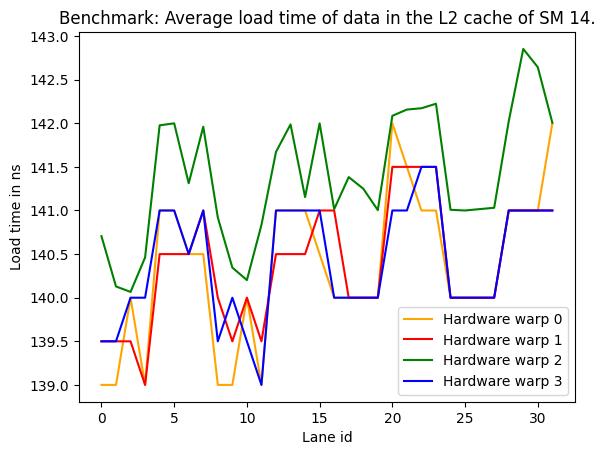 Benchmark: Average load time of data in the L2 cache of SM 14.
143.0
142.5
142.0
141.5
141.0
140.5
140.0
139.5
139.0
Load time in ns
Hardware warp 0
Hardware warp 1
Hardware warp 2
Hardware warp 3
0 5 10 15 20 25 30
Lane id